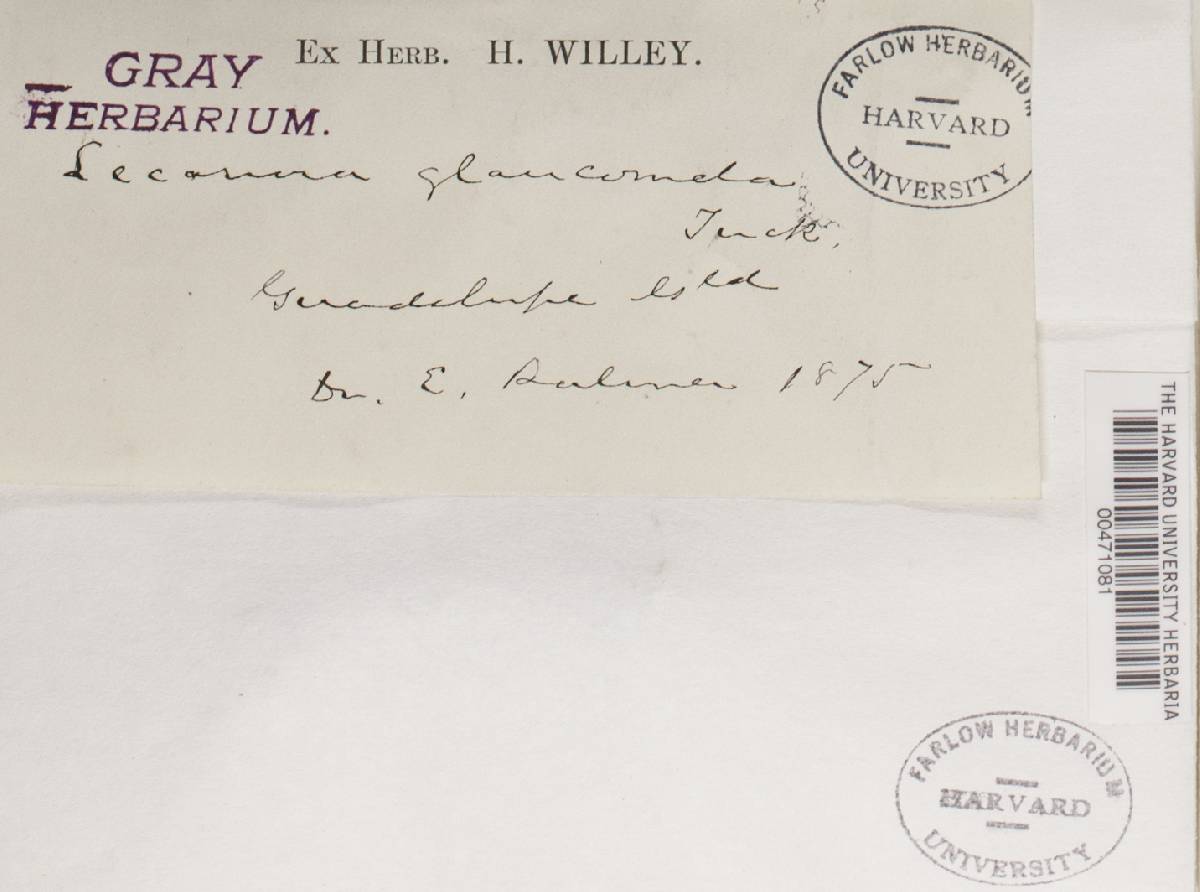 Ex Herb. H. WILLEY.
GRAY
HERBARIUM.
FARLOW HERBARIUM
HARVARD
UNIVERSITY
Lecanora glaucomela
Tuck.
Guadelupe Isld
Dr. E. Palmer 1875
THE HARVARD UNIVERSITY HERBARIA
00471081
FARLOW HERBARIUM
HARVARD
UNIVERSITY